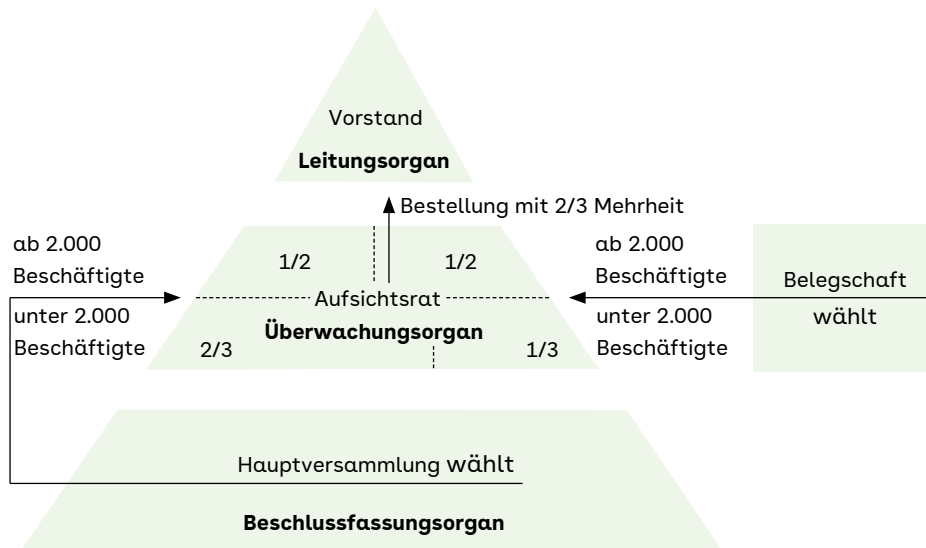 Vorstand
Leitungsorgan
Bestellung mit 2/3 Mehrheit
ab 2.000
Beschäftigte
1/2
1/2
ab 2.000
Beschäftigte
Belegschaft
wählt
Aufsichtsrat
Überwachungsorgan
unter 2.000
Beschäftigte
2/3
1/3
unter 2.000
Beschäftigte
Hauptversammlung wählt
Beschlussfassungsorgan